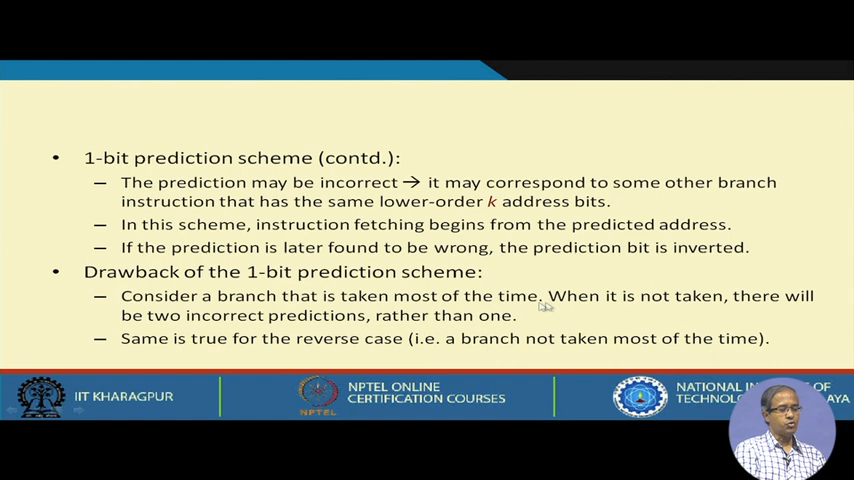 • 1-bit prediction scheme (contd.):
– The prediction may be incorrect → it may correspond to some other branch
instruction that has the same lower-order k address bits.
– In this scheme, instruction fetching begins from the predicted address.
– If the prediction is later found to be wrong, the prediction bit is inverted.
• Drawback of the 1-bit prediction scheme:
– Consider a branch that is taken most of the time. When it is not taken, there will
be two incorrect predictions, rather than one.
– Same is true for the reverse case (i.e. a branch not taken most of the time).
IIT KHARAGPUR
NPTEL
NPTEL ONLINE
CERTIFICATION COURSES
NATIONAL OF